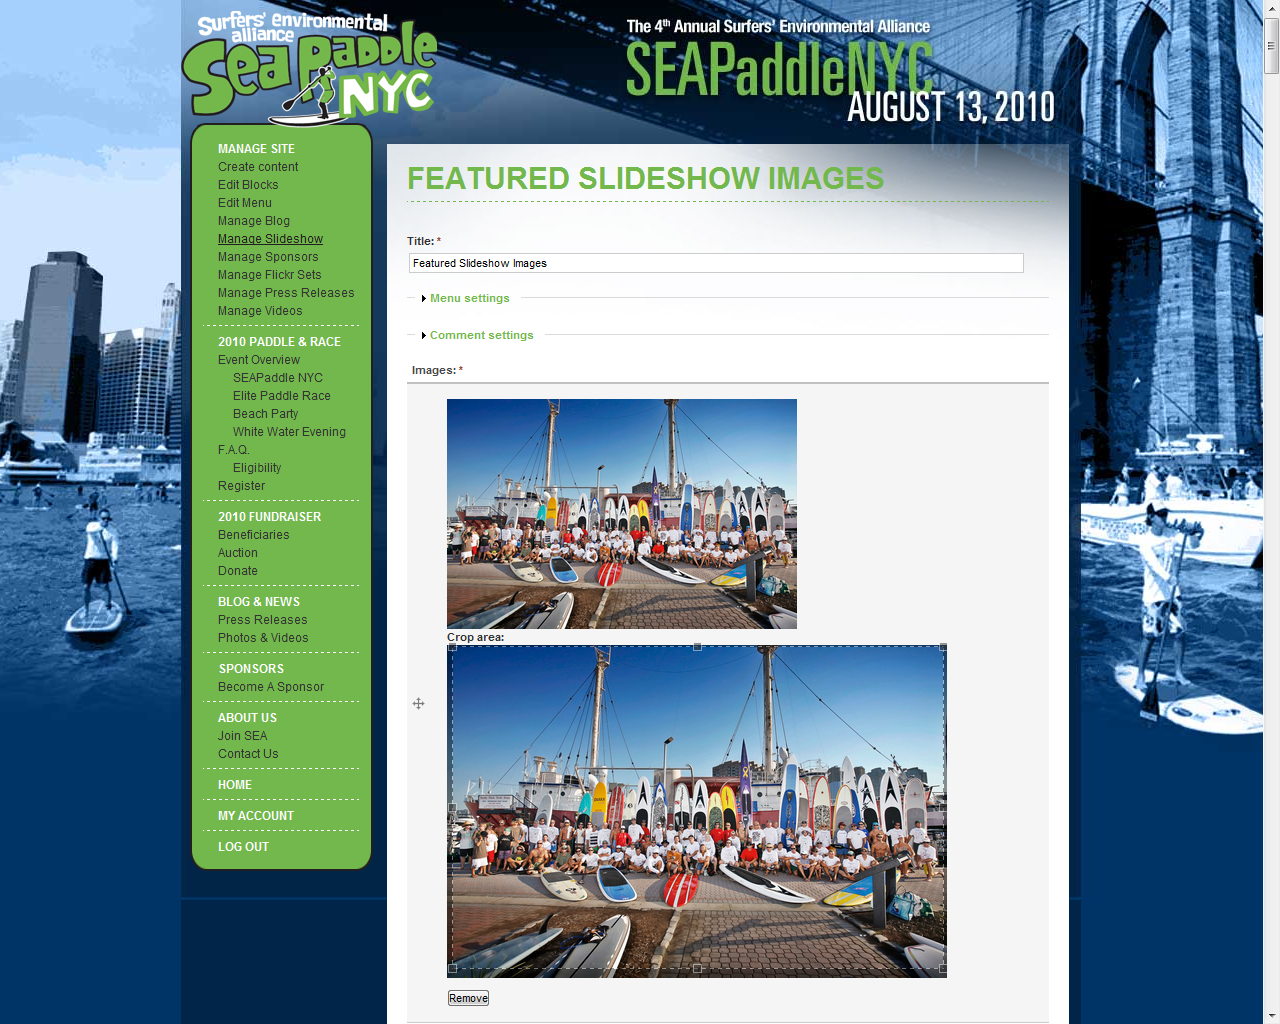 Surfers' environmental
alliance
Sea Paddle
NYC
The 4th Annual Surfers' Environmental Alliance
SEAPaddleNYC
AUGUST 13, 2010
MANAGE SITE
Create content
Edit Blocks
Edit Menu
Manage Blog
Manage Slideshow
Manage Sponsors
Manage Flickr Sets
Manage Press Releases
Manage Videos
2010 PADDLE & RACE
Event Overview
SEAPaddle NYC
Elite Paddle Race
Beach Party
White Water Evening
F.A.Q.
Eligibility
Register
2010 FUNDRAISER
Beneficiaries
Auction
Donate
BLOG & NEWS
Press Releases
Photos & Videos
SPONSORS
Become A Sponsor
ABOUT US
Join SEA
Contact Us
HOME
MY ACCOUNT
LOG OUT
FEATURED SLIDESHOW IMAGES
Title: *
Featured Slideshow Images
Menu settings
Comment settings
Images: *
Crop area:
Remove